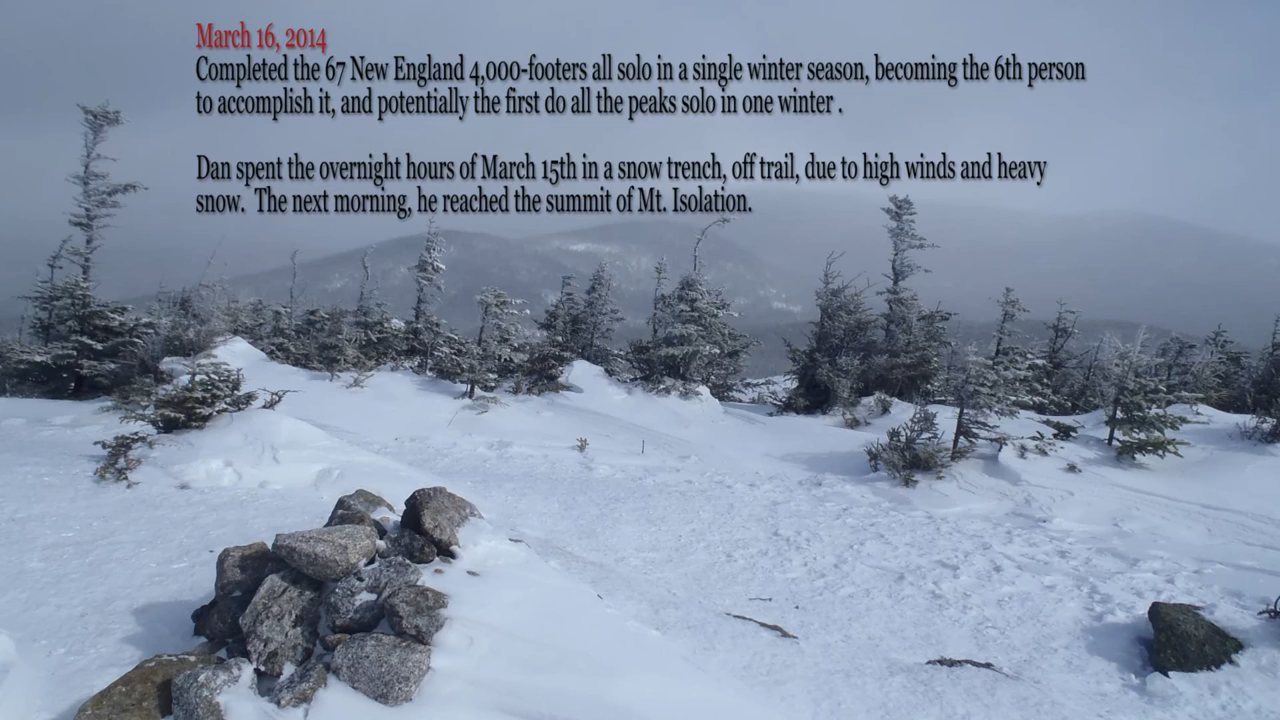 March 16, 2014
Completed the 67 New England 4,000-footers all solo in a single winter season, becoming the 6th person
to accomplish it, and potentially the first do all the peaks solo in one winter .
Dan spent the overnight hours of March 15th in a snow trench, off trail, due to high winds and heavy
snow.  The next morning, he reached the summit of Mt. Isolation.